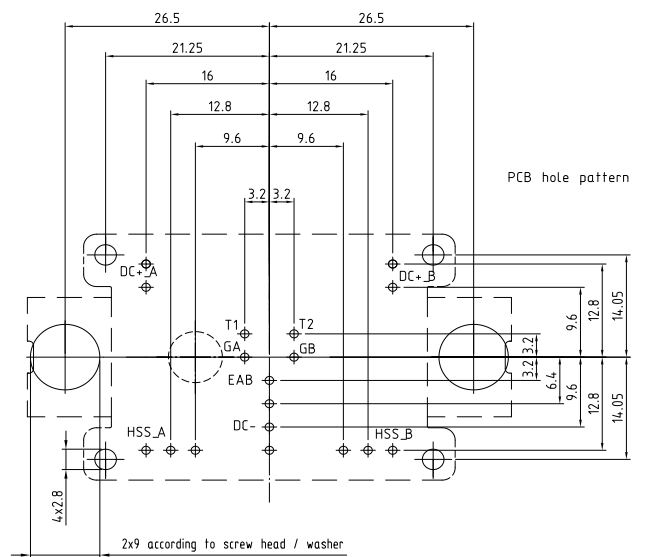 26.5 26.5
21.25 21.25
16 16
12.8 12.8
9.6 9.6
PCB hole pattern
3.2 3.2
DC+_A DC+_B
T1 T2
GA GB
EAB
DC-
HSS_A HSS_B
3.2
9.6
12.8
14.05
3.2
6.4
9.6
12.8
14.05
4x2.8
2x9 according to screw head / washer